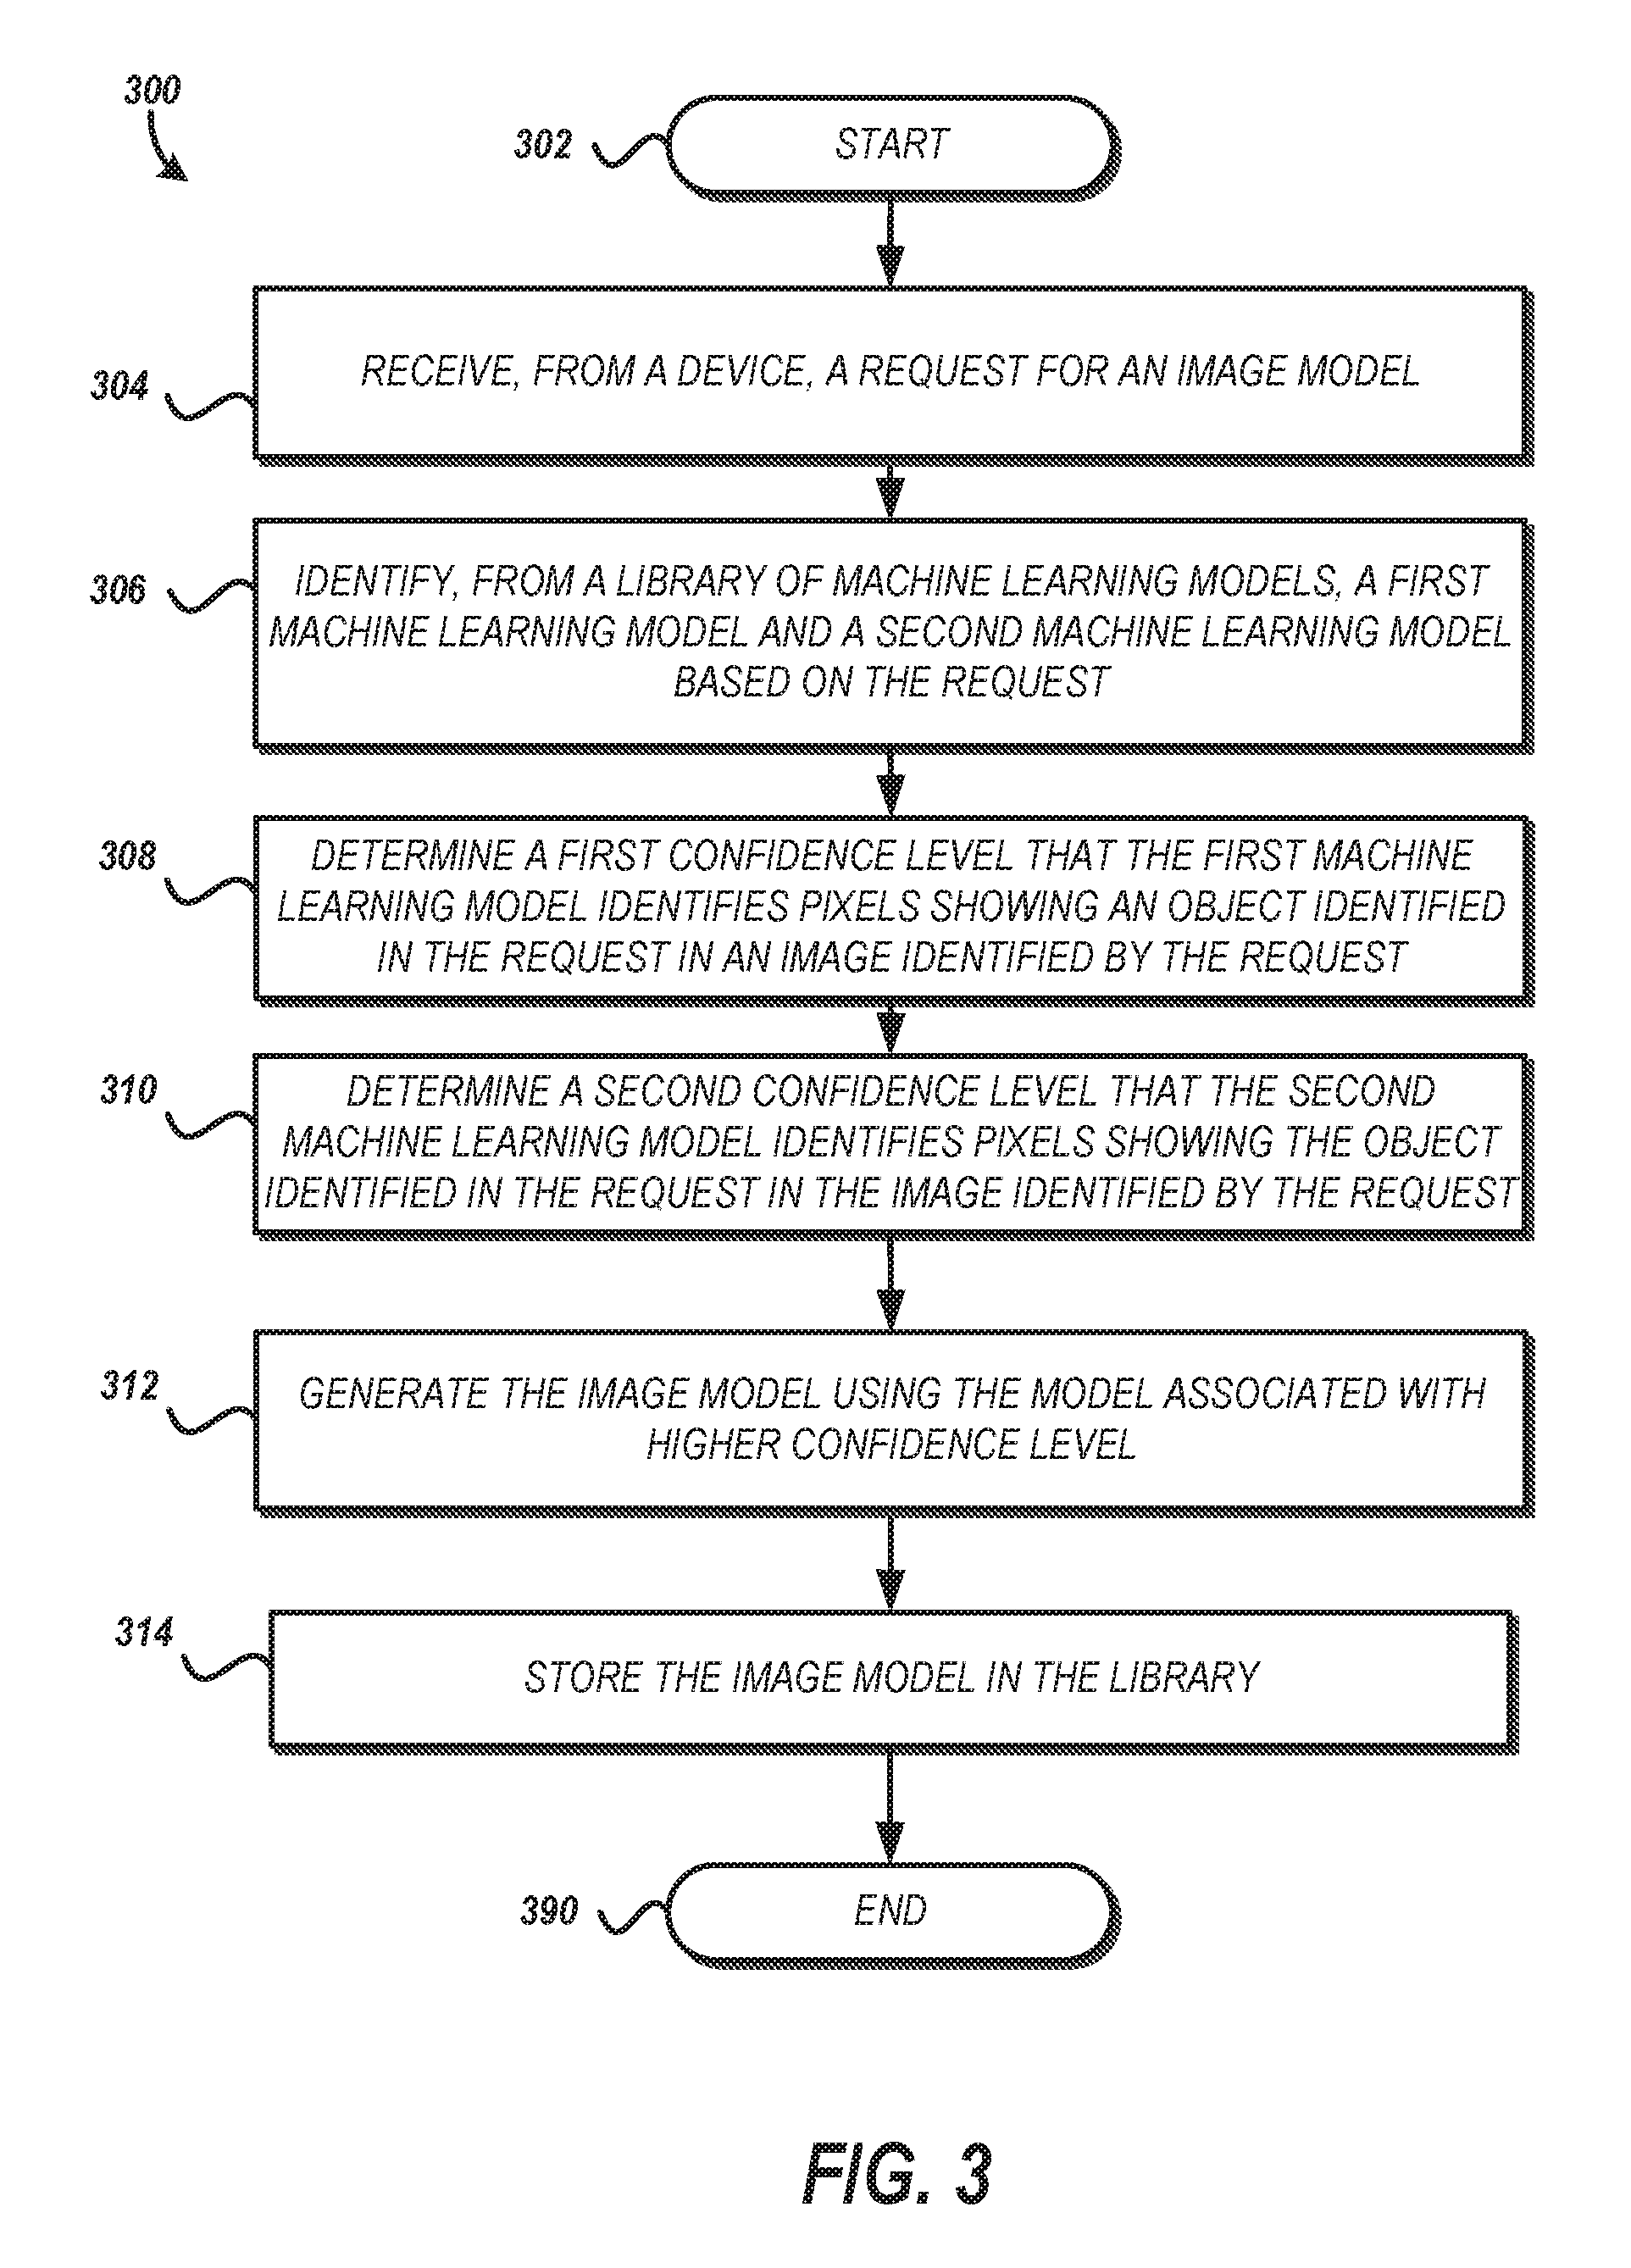 300
302
START
304
RECEIVE, FROM A DEVICE, A REQUEST FOR AN IMAGE MODEL
306
IDENTIFY, FROM A LIBRARY OF MACHINE LEARNING MODELS, A FIRST
MACHINE LEARNING MODEL AND A SECOND MACHINE LEARNING MODEL
BASED ON THE REQUEST
308
DETERMINE A FIRST CONFIDENCE LEVEL THAT THE FIRST MACHINE
LEARNING MODEL IDENTIFIES PIXELS SHOWING AN OBJECT IDENTIFIED
IN THE REQUEST IN AN IMAGE IDENTIFIED BY THE REQUEST
310
DETERMINE A SECOND CONFIDENCE LEVEL THAT THE SECOND
MACHINE LEARNING MODEL IDENTIFIES PIXELS SHOWING THE OBJECT
IDENTIFIED IN THE REQUEST IN THE IMAGE IDENTIFIED BY THE REQUEST
312
GENERATE THE IMAGE MODEL USING THE MODEL ASSOCIATED WITH
HIGHER CONFIDENCE LEVEL
314
STORE THE IMAGE MODEL IN THE LIBRARY
390
END
FIG. 3